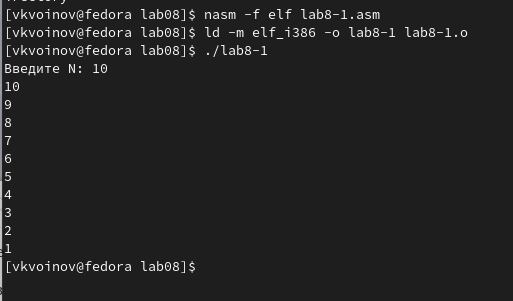 [vkvoinov@fedora lab08]$ nasm -f elf lab8-1.asm
[vkvoinov@fedora lab08]$ ld -m elf_i386 -o lab8-1 lab8-1.o
[vkvoinov@fedora lab08]$ ./lab8-1
Введите N: 10
10
9
8
7
6
5
4
3
2
1
[vkvoinov@fedora lab08]$